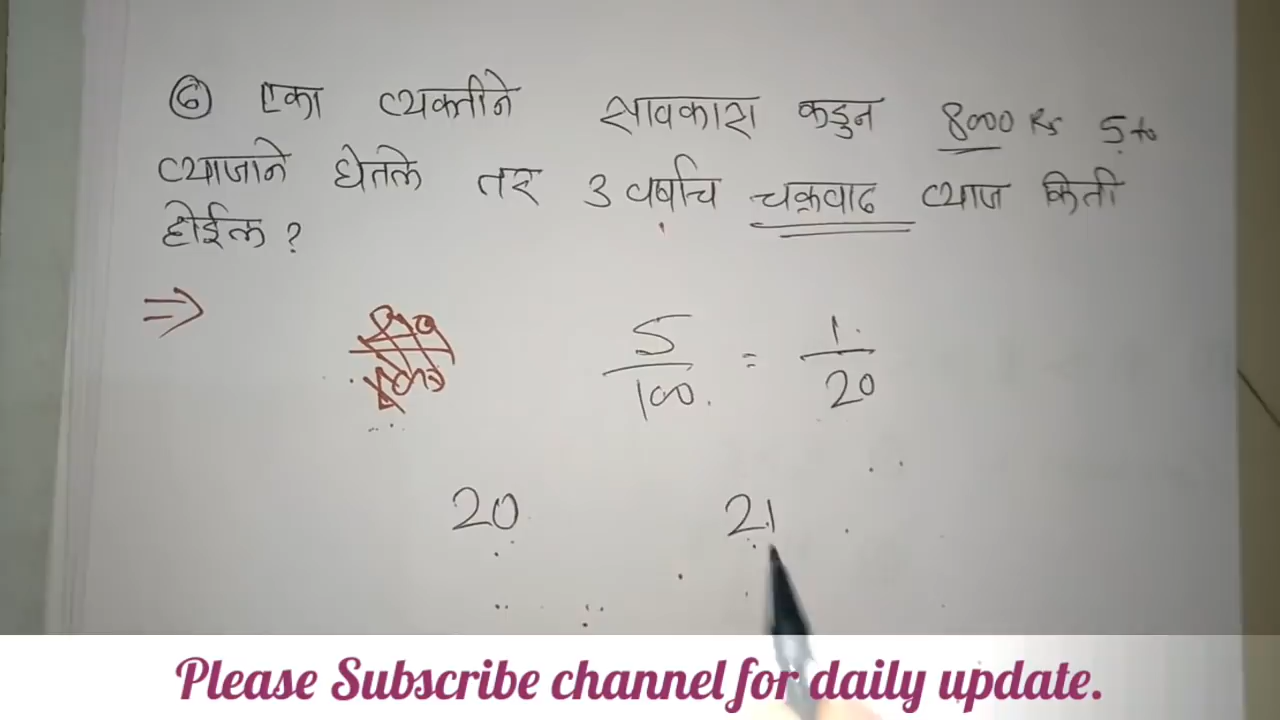 ⑥ एका व्यक्तीने सावकारा कडुन 8000 Rs 5%
व्याजाने घेतले तर 3 वर्षाच चक्रवाढ व्याज किती
होईल ?
⇒ 5/100 = 1/20
20 21
Please Subscribe channel for daily update.